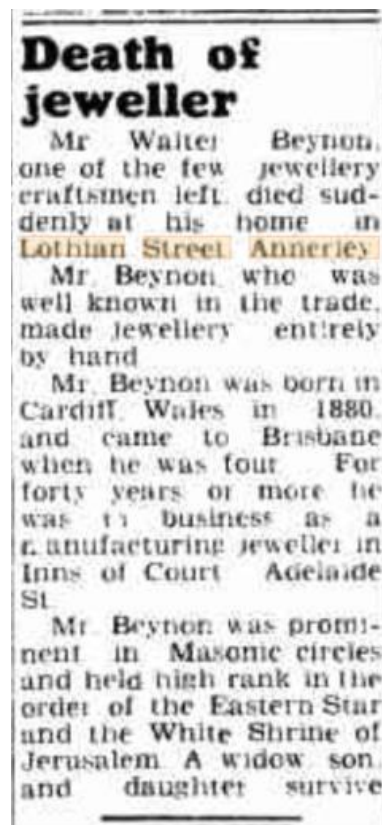 Death of
jeweller
Mr Walter Beynon,
one of the few jewellery
craftsmen left, died sud-
denly at his home in
Lothian Street Annerley
Mr. Beynon, who was
well known in the trade,
made jewellery entirely
by hand
Mr. Beynon was born in
Cardiff, Wales in 1880,
and came to Brisbane
when he was four. For
forty years or more he
was in business as a
manufacturing jeweller in
Inns of Court Adelaide
St.
Mr. Beynon was promi-
nent in Masonic circles
and held high rank in the
order of the Eastern Star
and the White Shrine of
Jerusalem. A widow, son,
and daughter survive